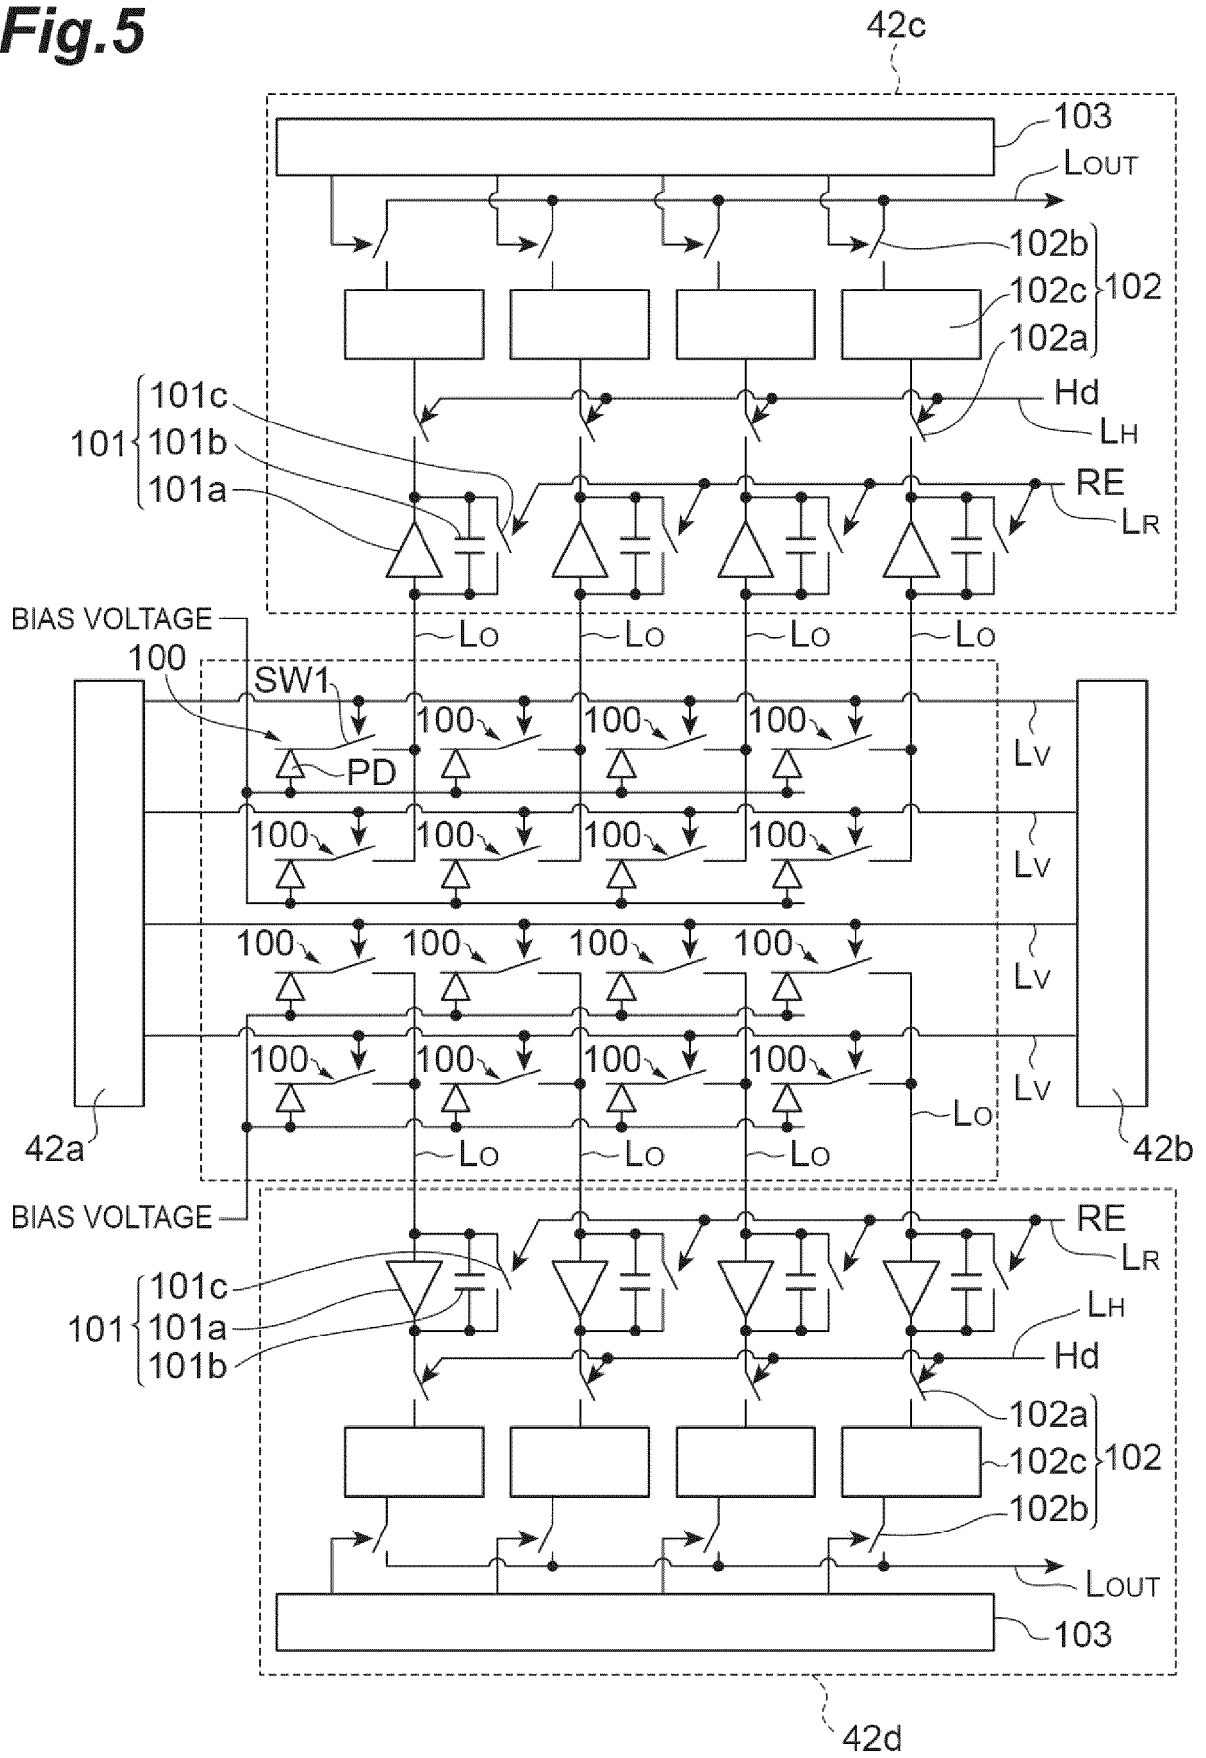 Fig.5
42c
103
LOUT
102b
102c
102
102a
101c
101b
101
101a
Hd
LH
RE
LR
BIAS VOLTAGE
LO LO LO LO
100
SW1
100 100 100
PD
LV
100 100 100 100
LV
100 100 100 100
LV
100 100 100 100
LV
LO
42a
42b
LO LO LO
BIAS VOLTAGE
RE
LR
101c
101
101a
101b
LH
Hd
102a
102c
102
102b
LOUT
103
42d